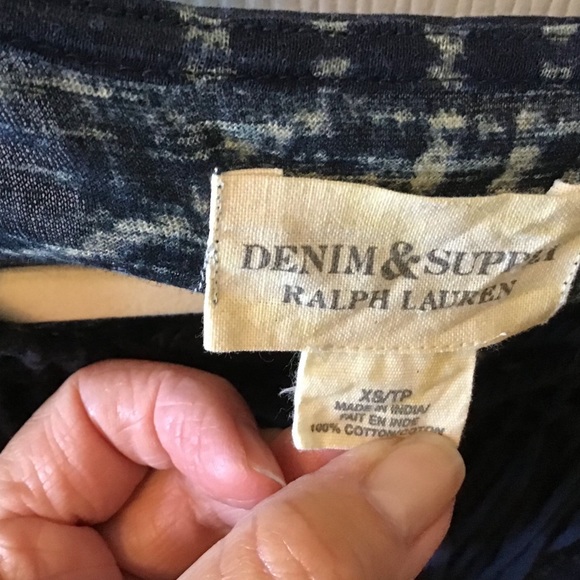 DENIM & SUPPLY
RALPH LAUREN
XS/TP
MADE IN INDIA/
FAIT EN INDE
100% COTTON/COTON